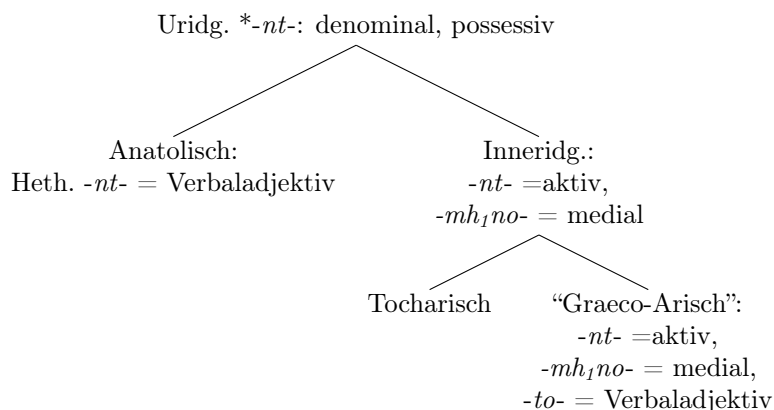 Uridg. *-nt-: denominal, possessiv
Anatolisch:
Heth. -nt- = Verbaladjektiv
Inneridg.:
-nt- =aktiv,
-mh₁no- = medial
Tocharisch
“Graeco-Arisch”:
-nt- =aktiv,
-mh₁no- = medial,
-to- = Verbaladjektiv